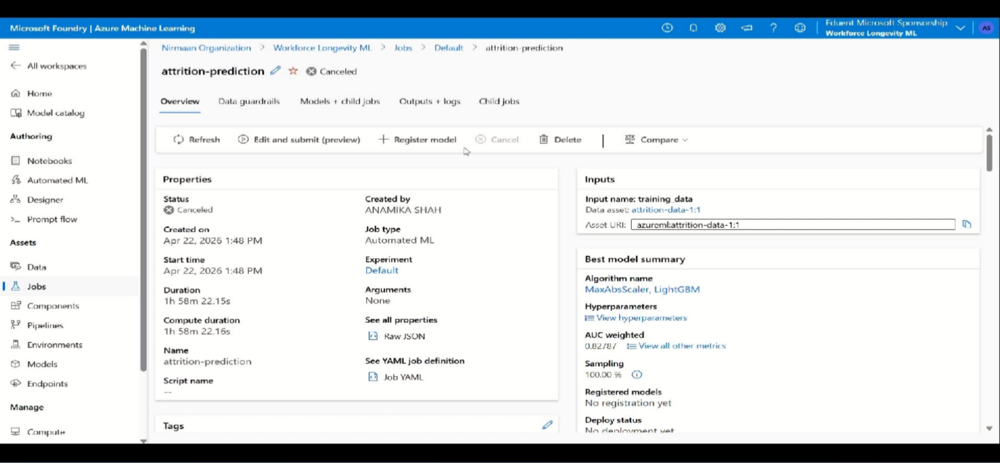 Microsoft Foundry | Azure Machine Learning
Eduent Microsoft Sponsorship
Workforce Longevity ML
AS
All workspaces
Home
Model catalog
Authoring
Notebooks
Automated ML
Designer
Prompt flow
Assets
Data
Jobs
Components
Pipelines
Environments
Models
Endpoints
Manage
Compute
Nirmaan Organization > Workforce Longevity ML > Jobs > Default > attrition-prediction
attrition-prediction Canceled
Overview Data guardrails Models + child jobs Outputs + logs Child jobs
Refresh Edit and submit (preview) Register model Cancel Delete | Compare
Properties
Status
Canceled
Created on
Apr 22, 2026 1:48 PM
Start time
Apr 22, 2026 1:48 PM
Duration
1h 58m 22.15s
Compute duration
1h 58m 22.16s
Name
attrition-prediction
Script name
--
Created by
ANAMIKA SHAH
Job type
Automated ML
Experiment
Default
Arguments
None
See all properties
Raw JSON
See YAML job definition
Job YAML
Tags
Inputs
Input name: training_data
Data asset: attrition-data-1:1
Asset URI: azureml:attrition-data-1:1
Best model summary
Algorithm name
MaxAbsScaler, LightGBM
Hyperparameters
View hyperparameters
AUC weighted
0.82787 View all other metrics
Sampling
100.00 %
Registered models
No registration yet
Deploy status
No deployment yet